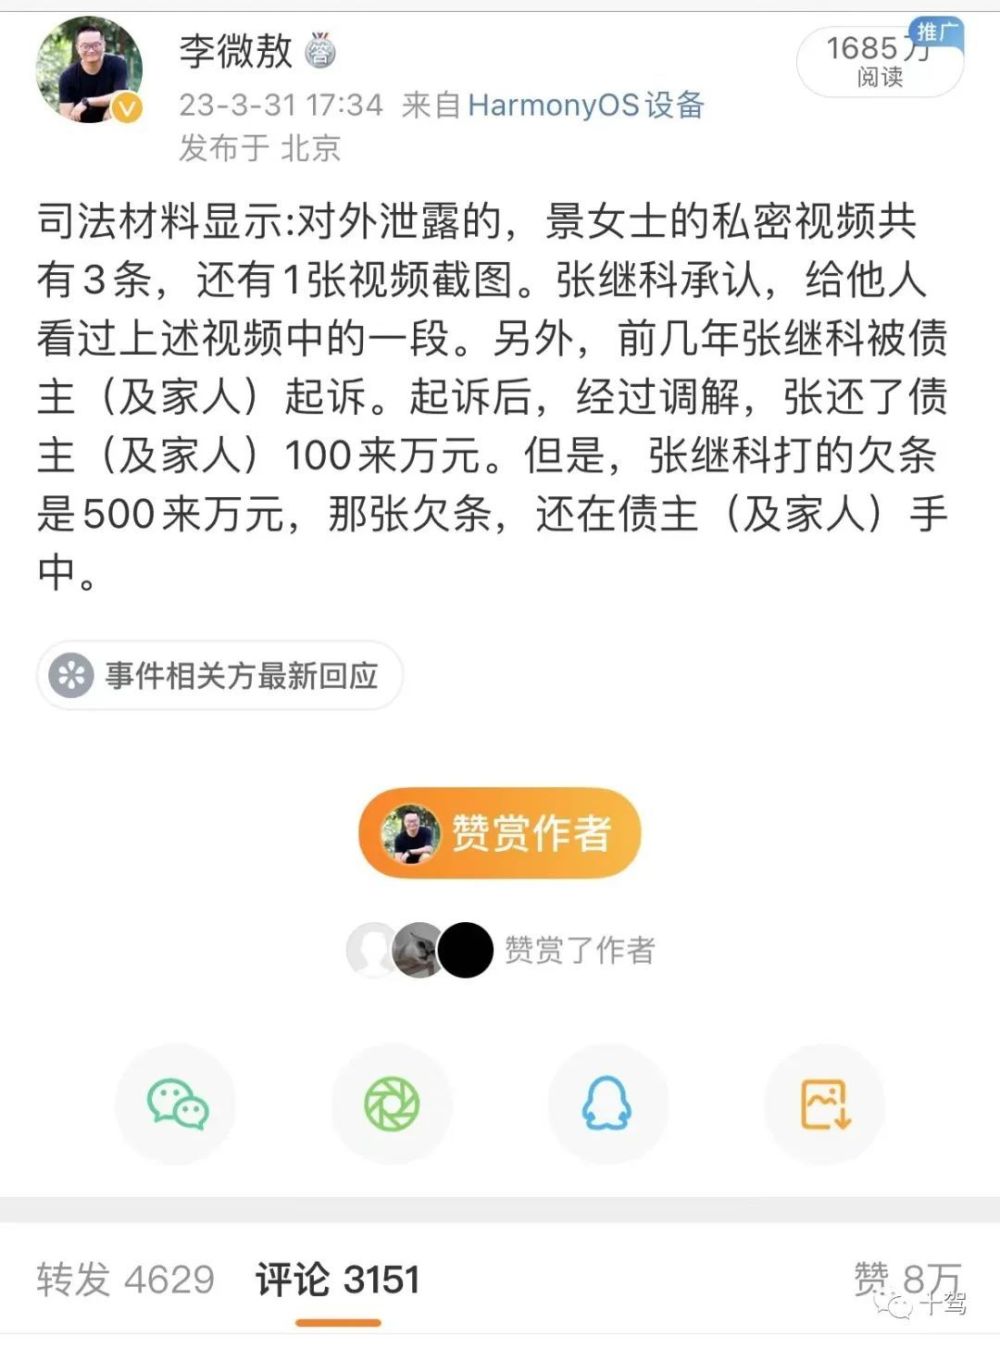 李微敖
推广
1685万
阅读
23-3-31 17:34 来自 HarmonyOS设备
发布于 北京
司法材料显示:对外泄露的，景女士的私密视频共
有3条，还有1张视频截图。张继科承认，给他人
看过上述视频中的一段。另外，前几年张继科被债
主（及家人）起诉。起诉后，经过调解，张还了债
主（及家人）100来万元。但是，张继科打的欠条
是500来万元，那张欠条，还在债主（及家人）手
中。
事件相关方最新回应
赞赏作者
赞赏了作者
转发 4629 评论 3151 赞 8万
十驾